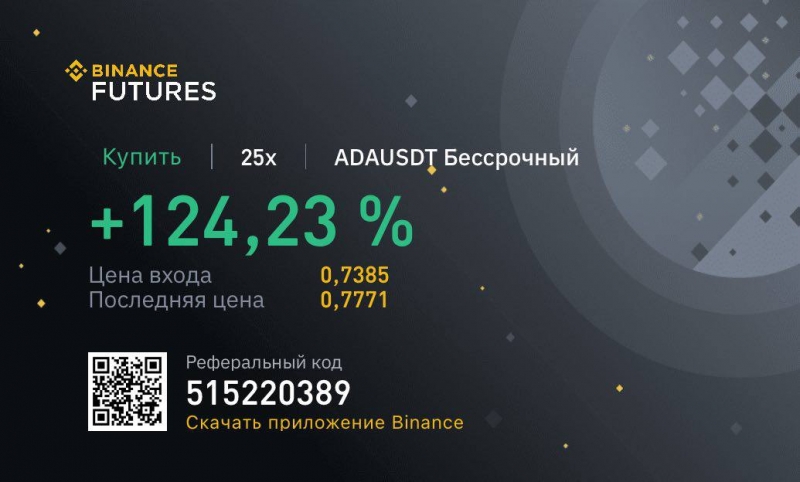 BINANCE
FUTURES
Купить | 25x | ADAUSDT Бессрочный
+124,23 %
Цена входа 0,7385
Последняя цена 0,7771
Реферальный код
515220389
Скачать приложение Binance